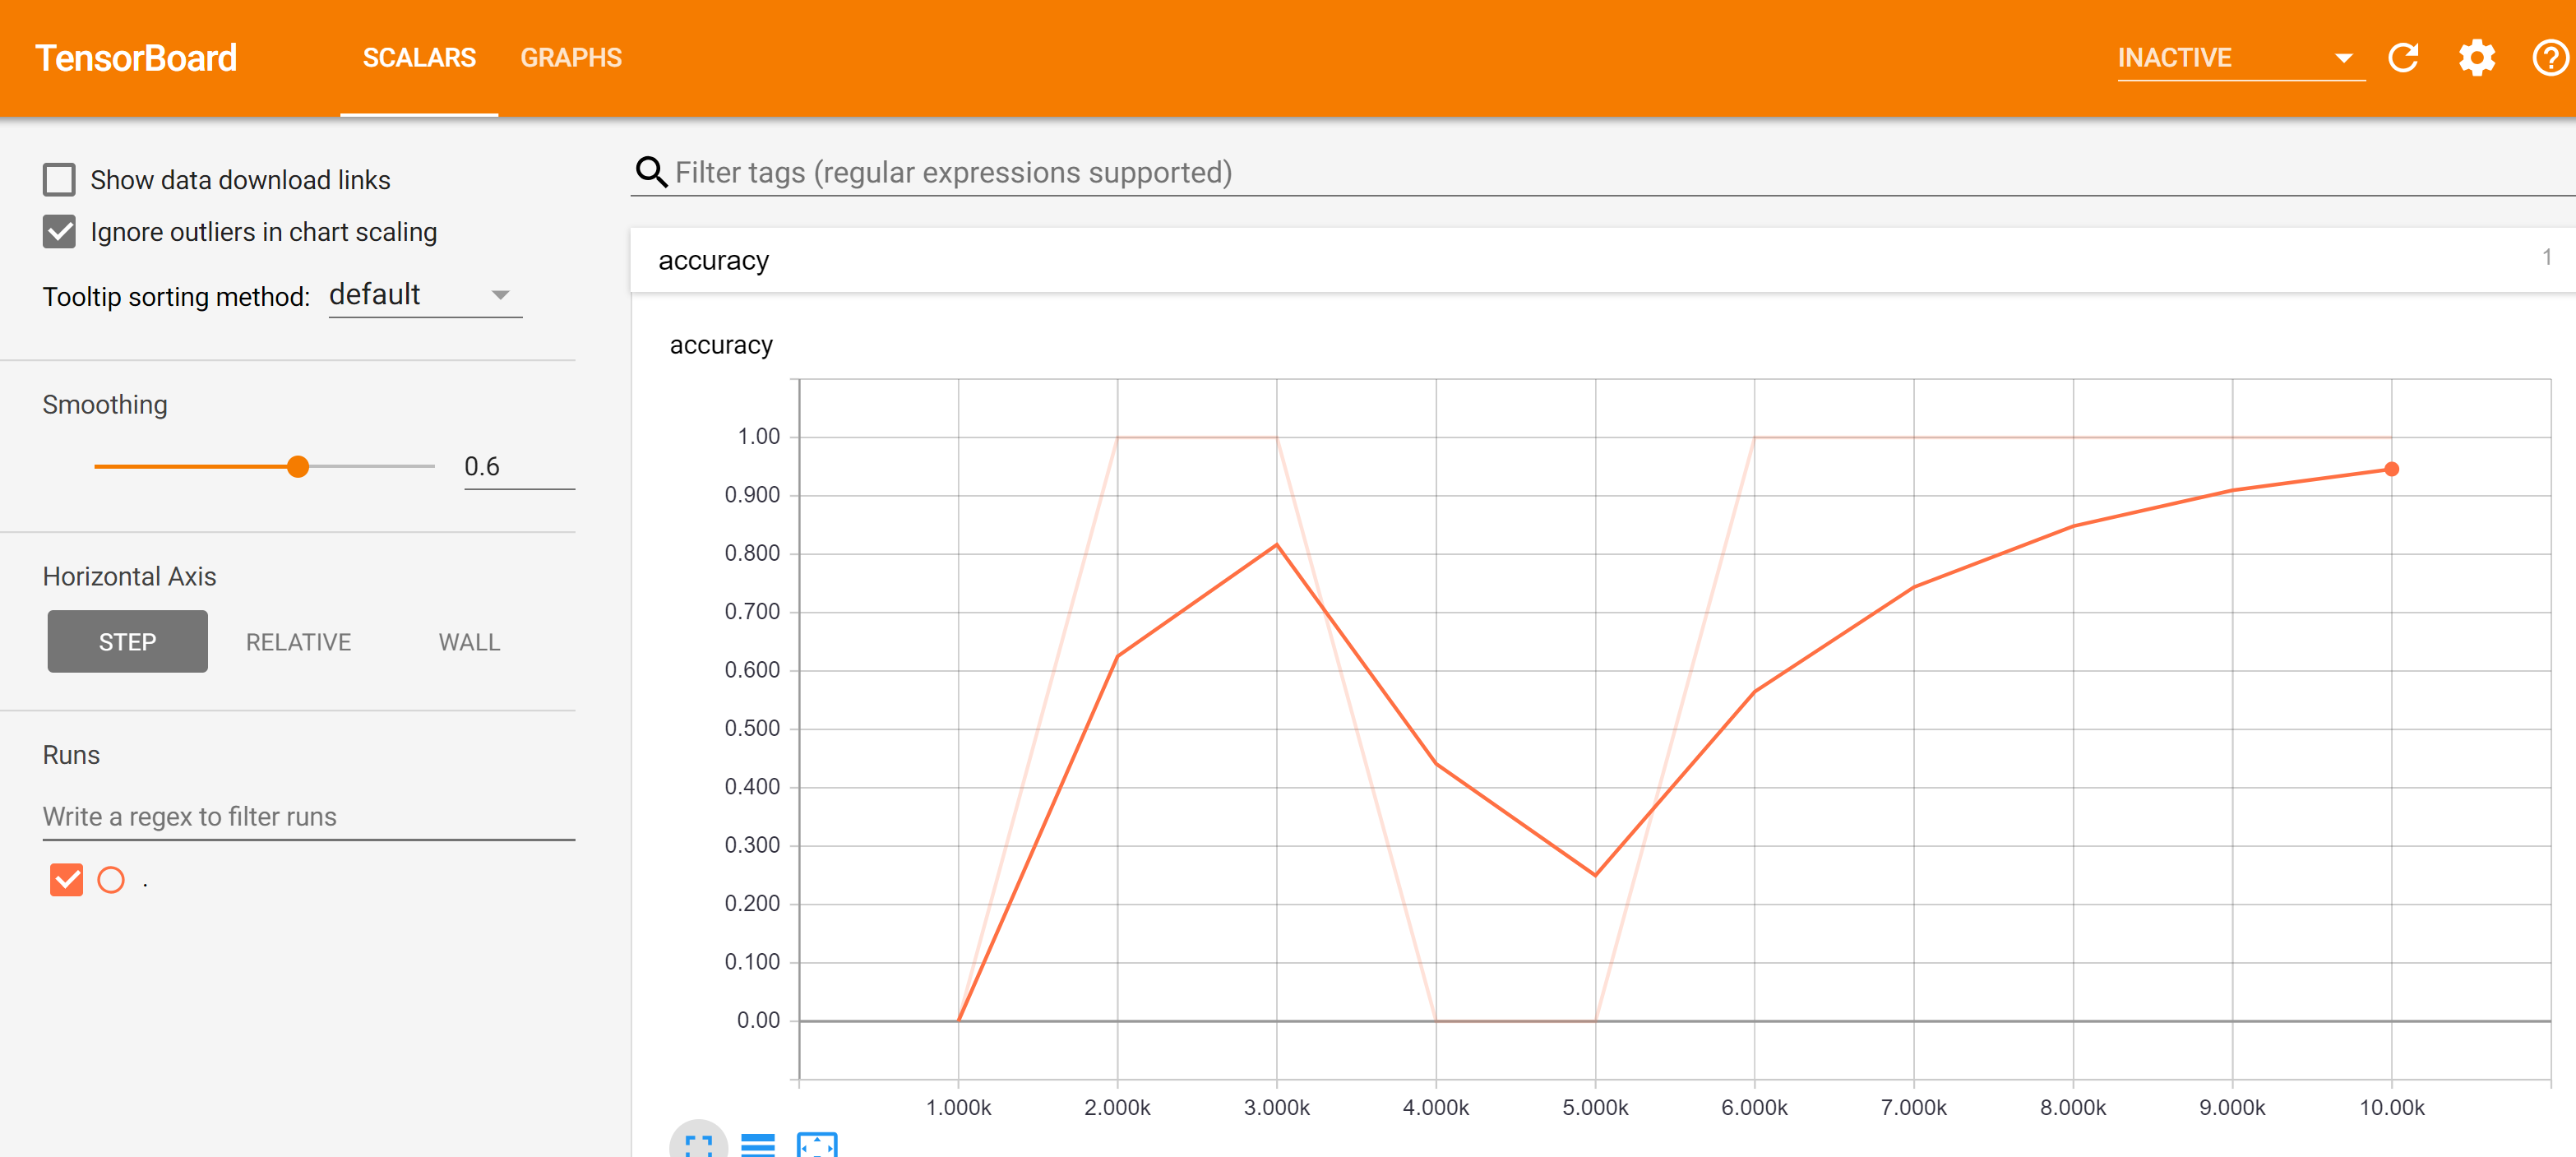 TensorBoard SCALARS GRAPHS INACTIVE
Show data download links
Ignore outliers in chart scaling
Tooltip sorting method: default
Smoothing
0.6
Horizontal Axis
STEP RELATIVE WALL
Runs
Write a regex to filter runs
.
Filter tags (regular expressions supported)
accuracy 1
accuracy
1.00
0.900
0.800
0.700
0.600
0.500
0.400
0.300
0.200
0.100
0.00
1.000k 2.000k 3.000k 4.000k 5.000k 6.000k 7.000k 8.000k 9.000k 10.00k